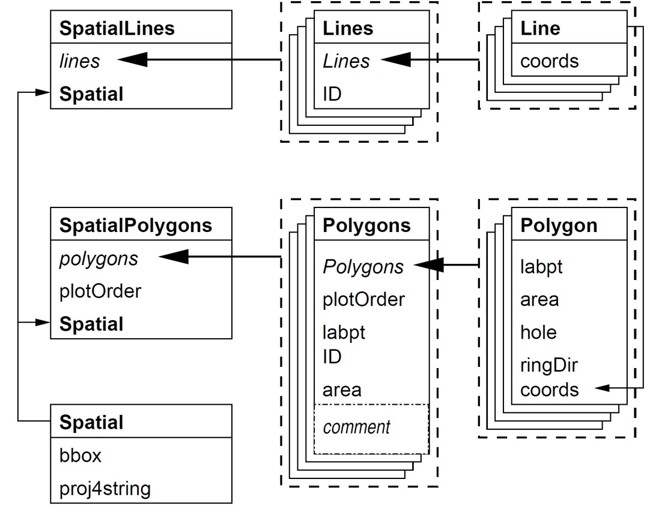 SpatialLines
lines
Spatial
Lines
Lines
ID
Line
coords
SpatialPolygons
polygons
plotOrder
Spatial
Polygons
Polygons
plotOrder
labpt
ID
area
comment
Polygon
labpt
area
hole
ringDir
coords
Spatial
bbox
proj4string